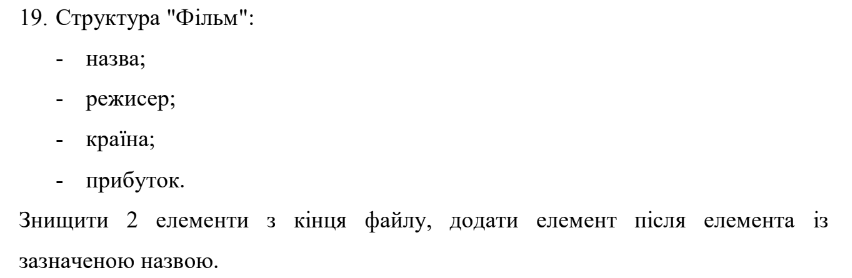 19. Структура "Фільм":
- назва;
- режисер;
- країна;
- прибуток.
Знищити 2 елементи з кінця файлу, додати елемент після елемента із
зазначеною назвою.